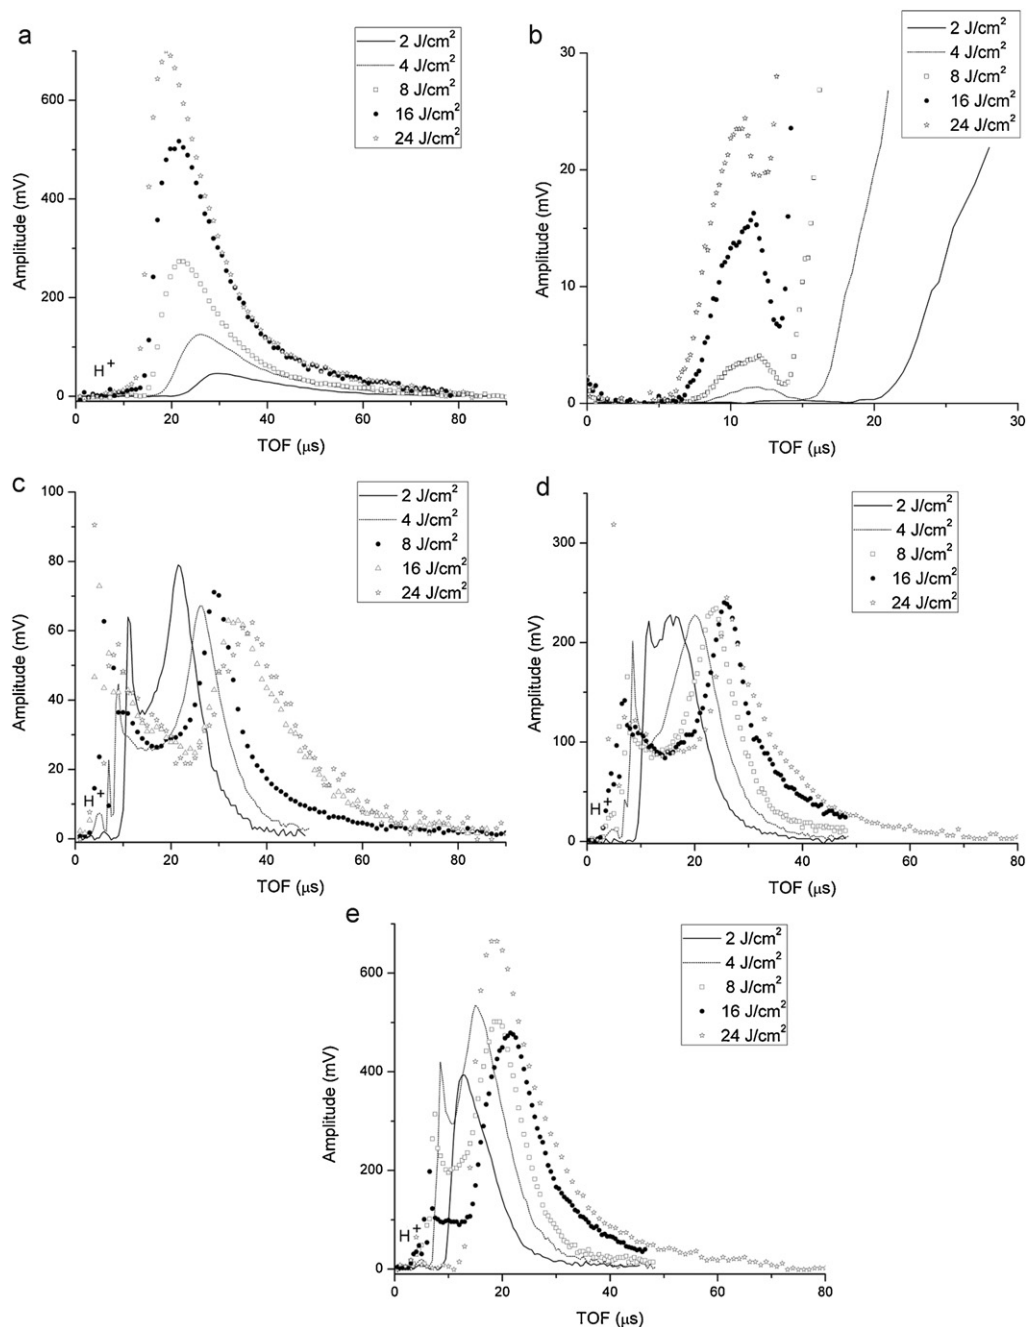 a
2 J/cm²
4 J/cm²
8 J/cm²
16 J/cm²
24 J/cm²
Amplitude (mV)
600
400
200
0
H+
0 20 40 60 80
TOF (μs)
b
2 J/cm²
4 J/cm²
8 J/cm²
16 J/cm²
24 J/cm²
Amplitude (mV)
30
20
10
0
0 10 20 30
TOF (μs)
c
2 J/cm²
4 J/cm²
8 J/cm²
16 J/cm²
24 J/cm²
Amplitude (mV)
100
80
60
40
20
0
H+
0 20 40 60 80
TOF (μs)
d
2 J/cm²
4 J/cm²
8 J/cm²
16 J/cm²
24 J/cm²
Amplitude (mV)
300
200
100
0
H+
0 20 40 60 80
TOF (μs)
e
2 J/cm²
4 J/cm²
8 J/cm²
16 J/cm²
24 J/cm²
Amplitude (mV)
600
400
200
0
H+
0 20 40 60 80
TOF (μs)